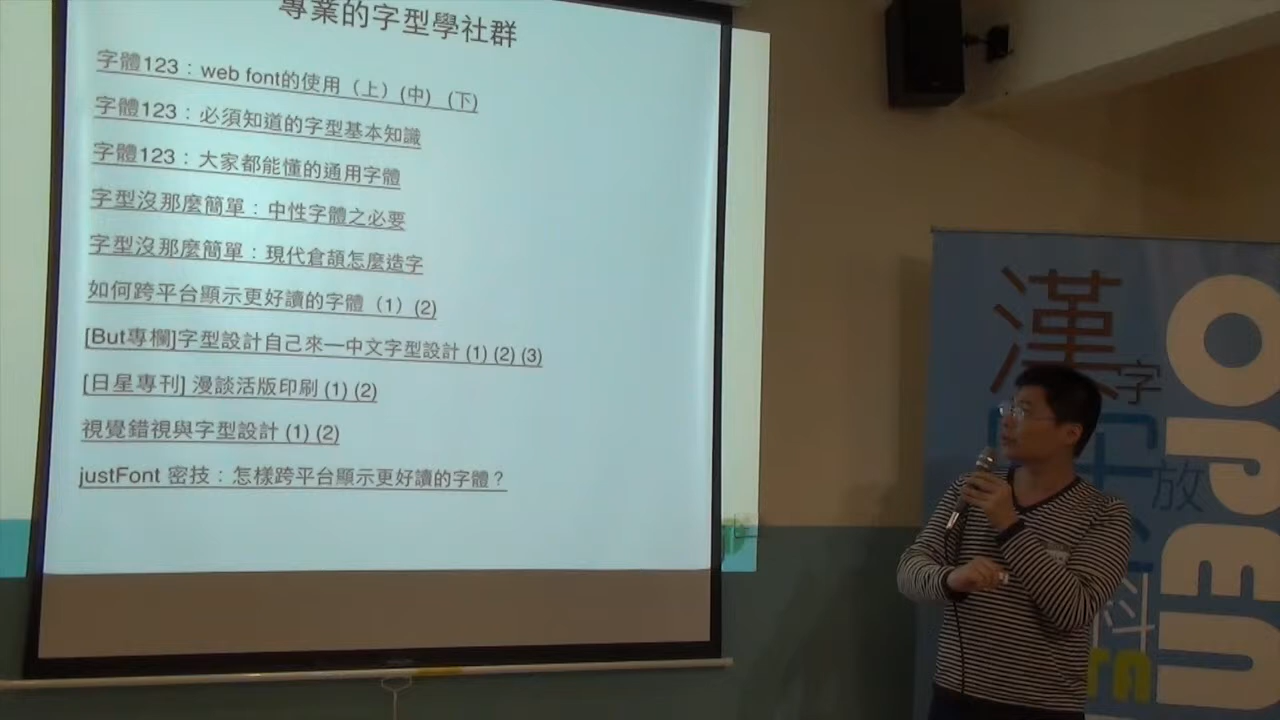 專業的字型學社群
字體123：web font的使用（上）(中) (下)
字體123：必須知道的字型基本知識
字體123：大家都能懂的通用字體
字型沒那麼簡單：中性字體之必要
字型沒那麼簡單：現代倉頡怎麼造字
如何跨平台顯示更好讀的字體（1）(2)
[But專欄]字型設計自己來—中文字型設計 (1) (2) (3)
[日星專刊] 漫談活版印刷 (1) (2)
視覺錯視與字型設計 (1) (2)
justFont 密技：怎樣跨平台顯示更好讀的字體？
漢
字
放
科
OPEN